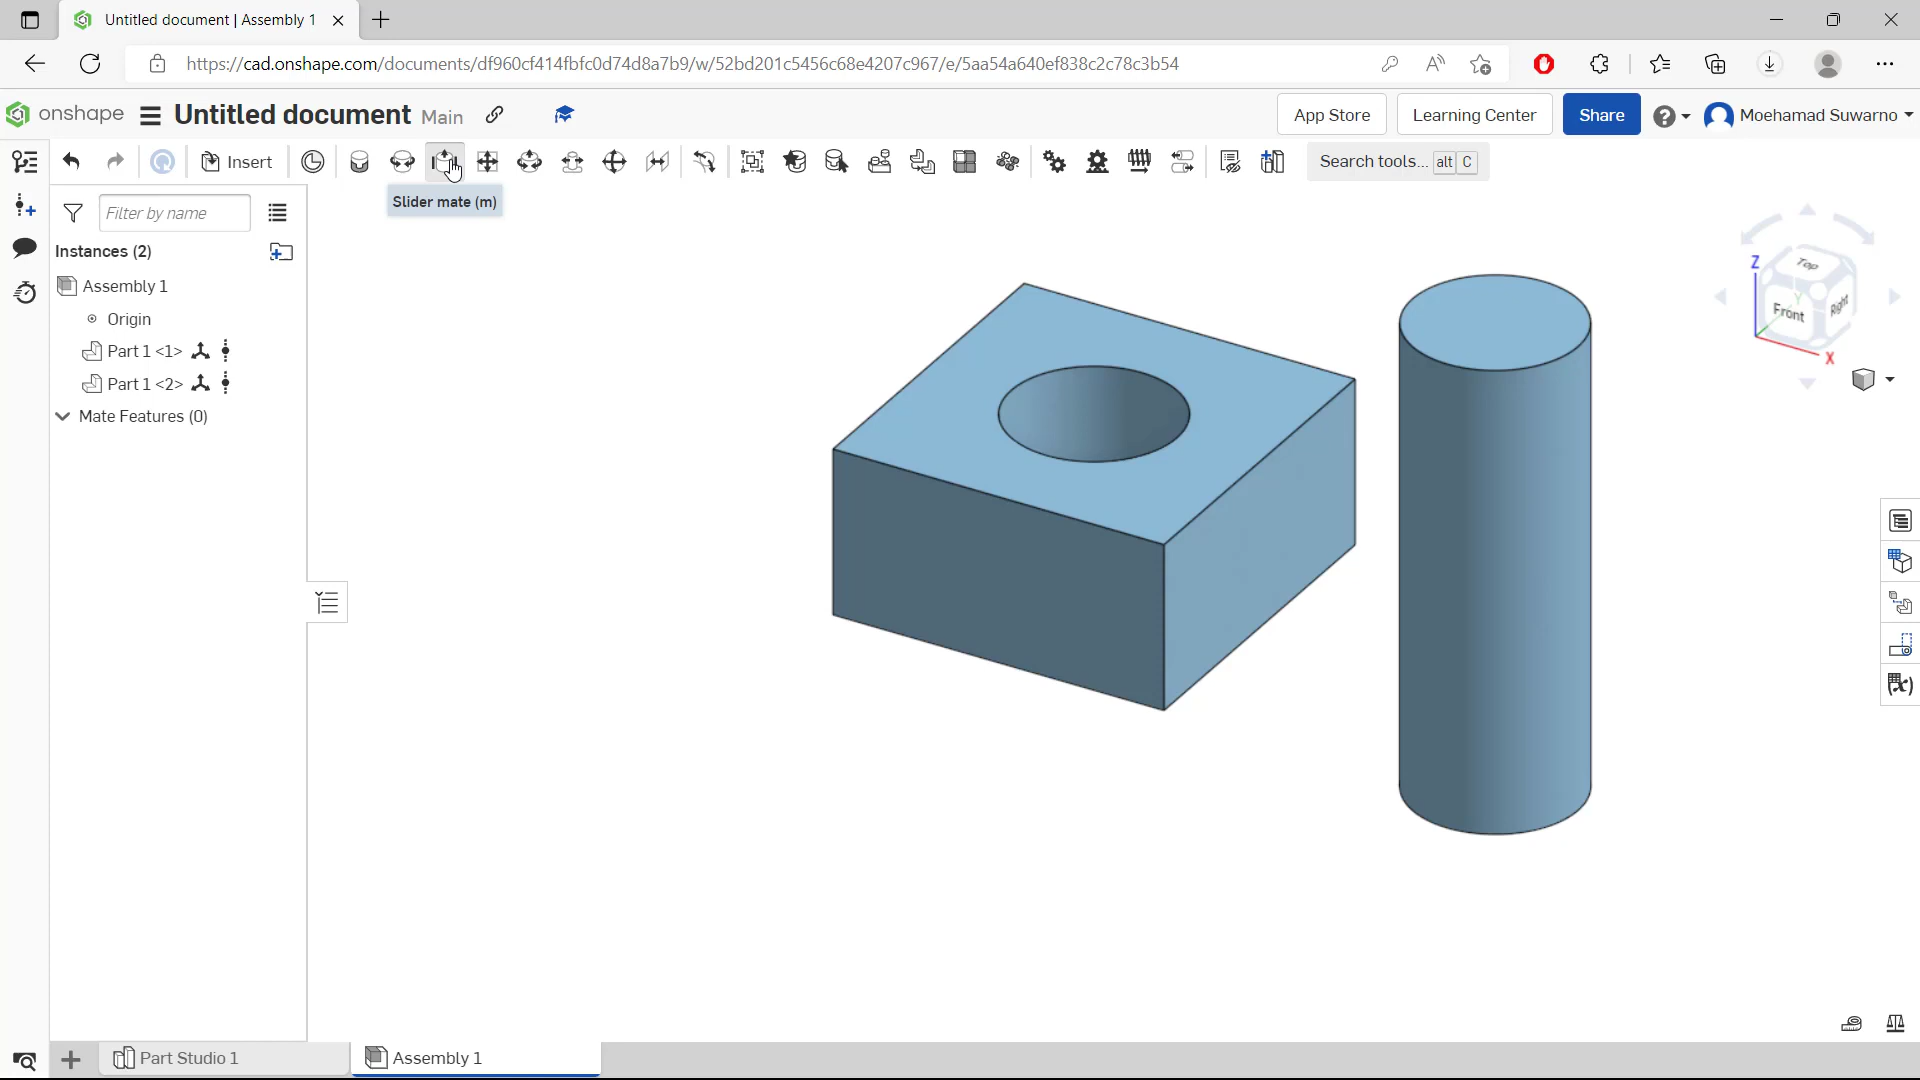 Untitled document | Assembly 1
https://cad.onshape.com/documents/df960cf414fbfc0d74d8a7b9/w/52bd201c5456c68e4207c967/e/5aa54a640ef838c2c78c3b54
onshape Untitled document Main App Store Learning Center Share Moehamad Suwarno
Insert Search tools... alt C
Slider mate (m)
Filter by name
Instances (2)
Assembly 1
Origin
Part 1 <1>
Part 1 <2>
Mate Features (0)
Top
Z
Front Right
Y
X
Part Studio 1 Assembly 1